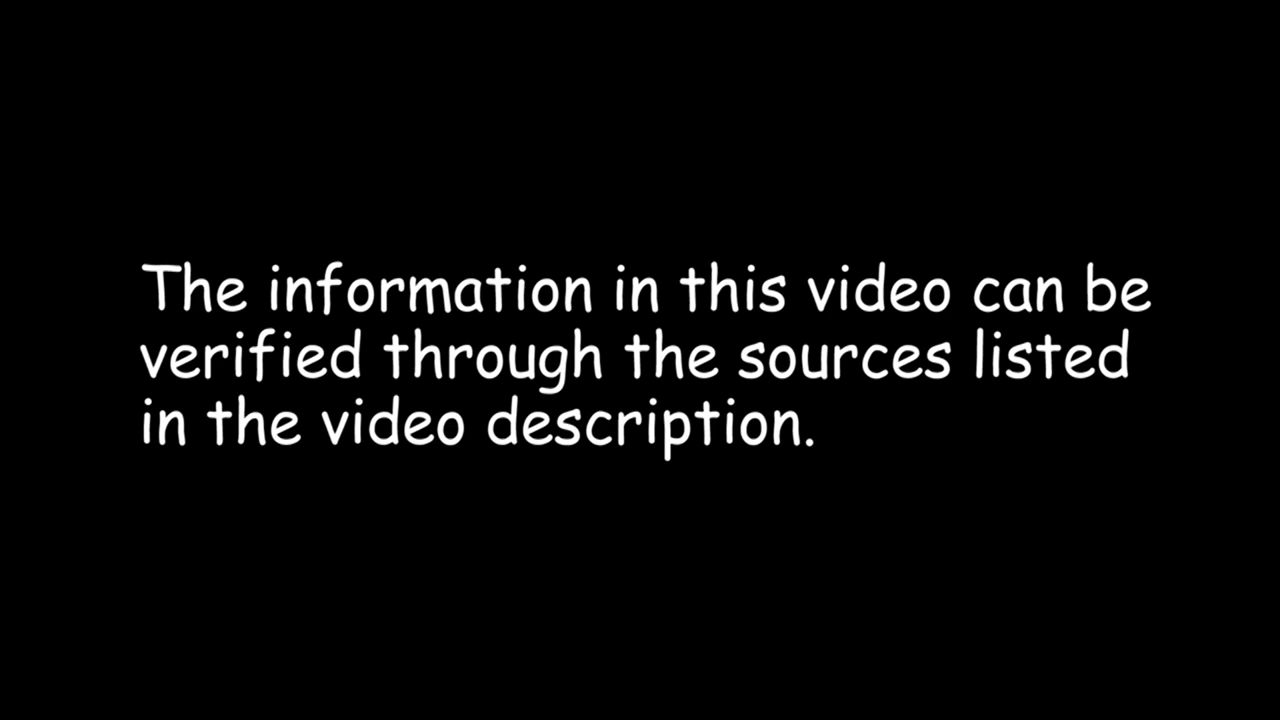 The information in this video can be
verified through the sources listed
in the video description.